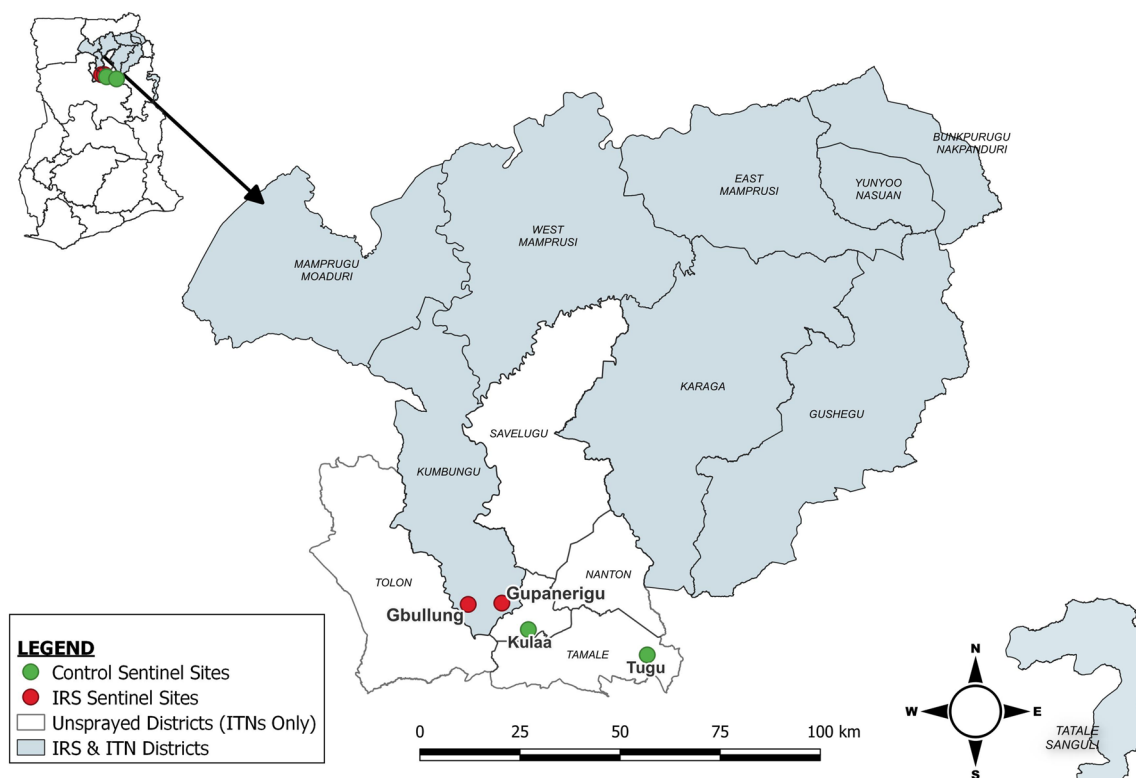 BUNKPURUGU
NAKPANDURI
EAST
MAMPRUSI
YUNYOO
NASUAN
WEST
MAMPRUSI
MAMPRUGU
MOADURI
KARAGA
GUSHEGU
SAVELUGU
KUMBUNGU
TOLON
NANTON
Gupanerigu
Gbullung
Kulaa
TAMALE
Tugu
LEGEND
Control Sentinel Sites
IRS Sentinel Sites
Unsprayed Districts (ITNs Only)
IRS & ITN Districts
0 25 50 75 100 km
N
W E
S
TATALE
SANGULI